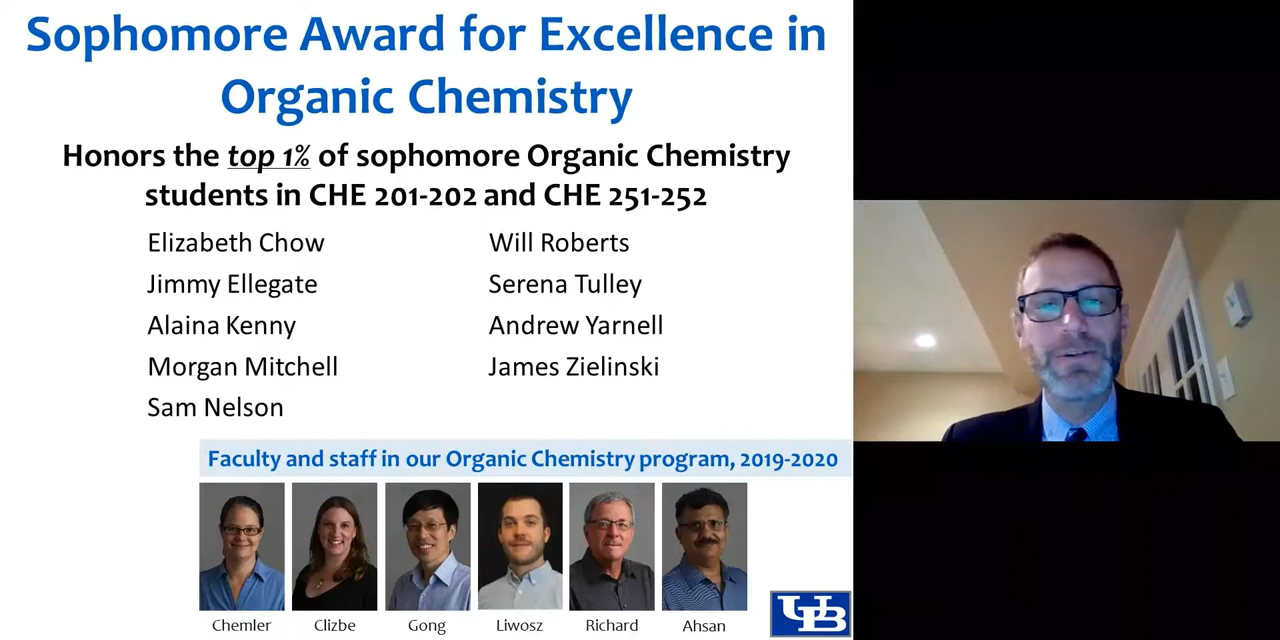 Sophomore Award for Excellence in
Organic Chemistry
Honors the top 1% of sophomore Organic Chemistry
students in CHE 201-202 and CHE 251-252
Elizabeth Chow
Jimmy Ellegate
Alaina Kenny
Morgan Mitchell
Sam Nelson
Will Roberts
Serena Tulley
Andrew Yarnell
James Zielinski
Faculty and staff in our Organic Chemistry program, 2019-2020
Chemler
Clizbe
Gong
Liwosz
Richard
Ahsan
UB